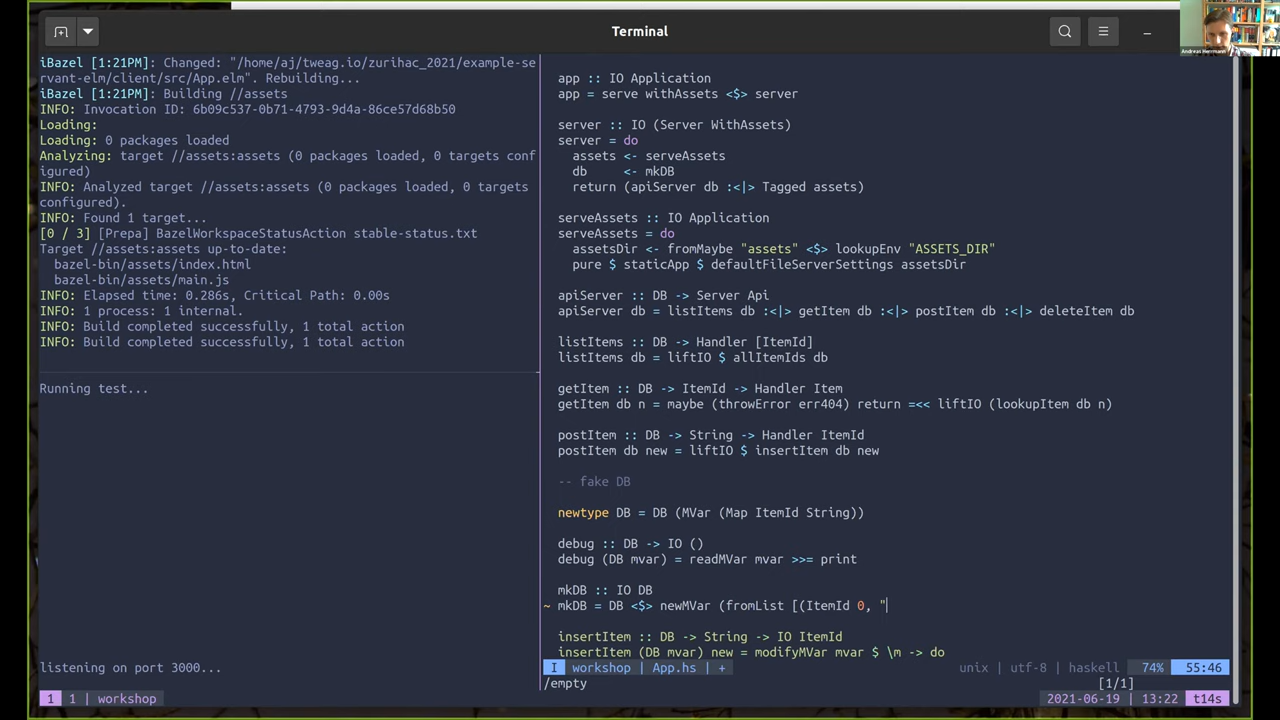 Terminal
Andreas Herrmann
iBazel [1:21PM]: Changed: "/home/aj/tweag.io/zurihac_2021/example-se
rvant-elm/client/src/App.elm". Rebuilding...
iBazel [1:21PM]: Building //assets
INFO: Invocation ID: 6b09c537-0b71-4793-9d4a-86ce57d68b50
Loading:
Loading: 0 packages loaded
Analyzing: target //assets:assets (0 packages loaded, 0 targets conf
igured)
INFO: Analyzed target //assets:assets (0 packages loaded, 0 targets
configured).
INFO: Found 1 target...
[0 / 3] [Prepa] BazelWorkspaceStatusAction stable-status.txt
Target //assets:assets up-to-date:
  bazel-bin/assets/index.html
  bazel-bin/assets/main.js
INFO: Elapsed time: 0.286s, Critical Path: 0.00s
INFO: 1 process: 1 internal.
INFO: Build completed successfully, 1 total action
INFO: Build completed successfully, 1 total action
Running test...
listening on port 3000...
app :: IO Application
app = serve withAssets <$> server
server :: IO (Server WithAssets)
server = do
  assets <- serveAssets
  db     <- mkDB
  return (apiServer db :<|> Tagged assets)
serveAssets :: IO Application
serveAssets = do
  assetsDir <- fromMaybe "assets" <$> lookupEnv "ASSETS_DIR"
  pure $ staticApp $ defaultFileServerSettings assetsDir
apiServer :: DB -> Server Api
apiServer db = listItems db :<|> getItem db :<|> postItem db :<|> deleteItem db
listItems :: DB -> Handler [ItemId]
listItems db = liftIO $ allItemIds db
getItem :: DB -> ItemId -> Handler Item
getItem db n = maybe (throwError err404) return =<< liftIO (lookupItem db n)
postItem :: DB -> String -> Handler ItemId
postItem db new = liftIO $ insertItem db new
-- fake DB
newtype DB = DB (MVar (Map ItemId String))
debug :: DB -> IO ()
debug (DB mvar) = readMVar mvar >>= print
mkDB :: IO DB
~ mkDB = DB <$> newMVar (fromList [(ItemId 0, "
insertItem :: DB -> String -> IO ItemId
insertItem (DB mvar) new = modifyMVar mvar $ \m -> do
I workshop | App.hs | + unix | utf-8 | haskell 74% 55:46
/empty [1/1]
1 1 | workshop 2021-06-19 | 13:22 t14s